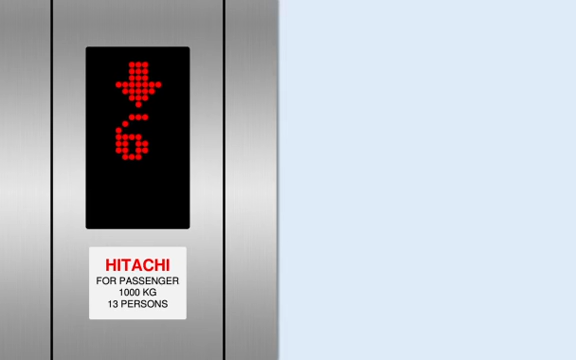 6
HITACHI
FOR PASSENGER
1000 KG
13 PERSONS